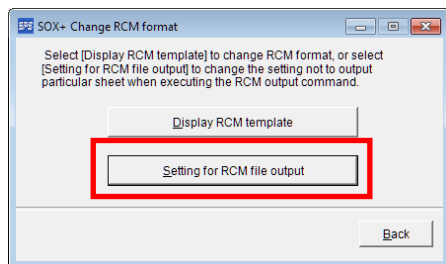 SPS SOX+ Change RCM format
Select [Display RCM template] to change RCM format, or select
[Setting for RCM file output] to change the setting not to output
particular sheet when executing the RCM output command.
Display RCM template
Setting for RCM file output
Back